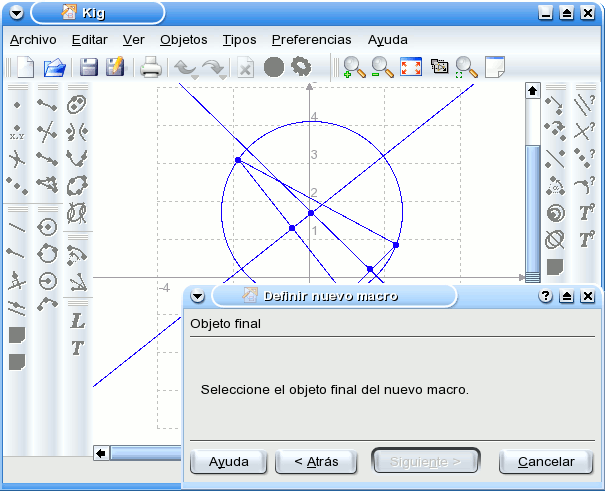 Kig
Archivo Editar Ver Objetos Tipos Preferencias Ayuda
x,y
4
3
2
1
-4
L
T
?
?
?
T?
T?
Definir nuevo macro
?
Objeto final
Seleccione el objeto final del nuevo macro.
Ayuda
< Atrás
Siguiente >
Cancelar